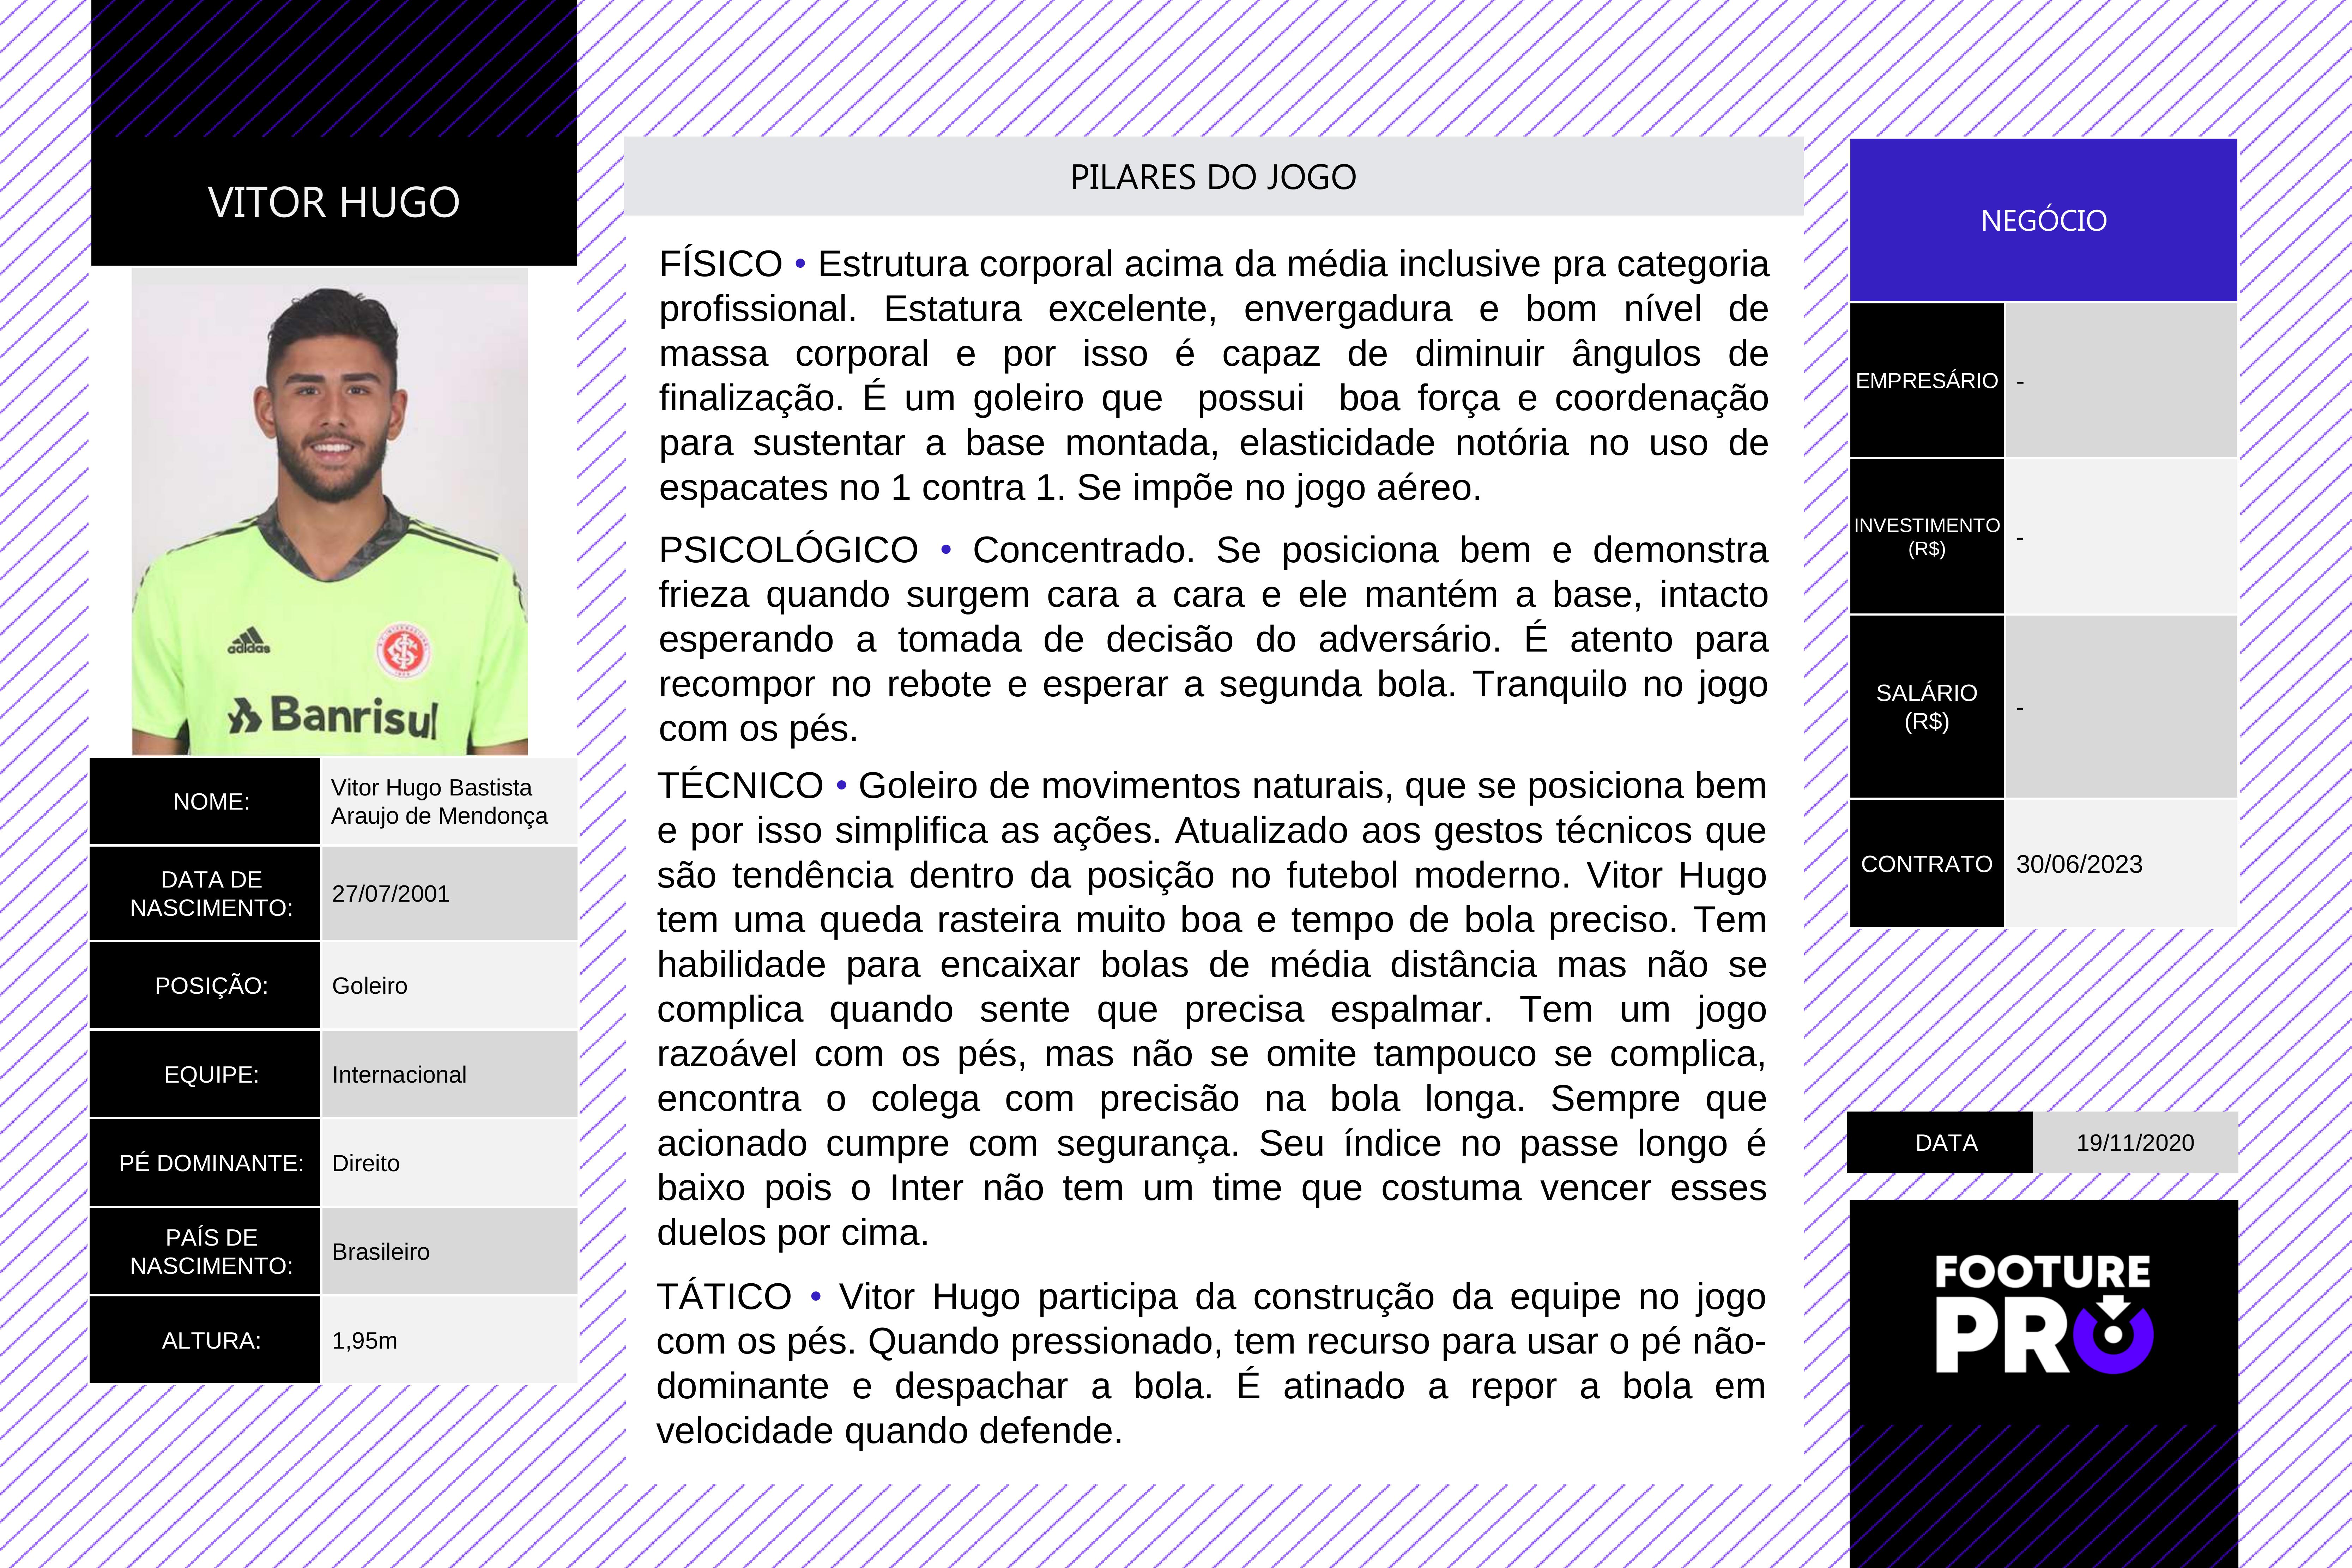 VITOR HUGO
adidas
Banrisul
NOME:
Vitor Hugo Bastista
Araujo de Mendonça
DATA DE
NASCIMENTO:
27/07/2001
POSIÇÃO:
Goleiro
EQUIPE:
Internacional
PÉ DOMINANTE:
Direito
PAÍS DE
NASCIMENTO:
Brasileiro
ALTURA:
1,95m
PILARES DO JOGO
FÍSICO • Estrutura corporal acima da média inclusive pra categoria
profissional. Estatura excelente, envergadura e bom nível de
massa corporal e por isso é capaz de diminuir ângulos de
finalização. É um goleiro que possui boa força e coordenação
para sustentar a base montada, elasticidade notória no uso de
espacates no 1 contra 1. Se impõe no jogo aéreo.
PSICOLÓGICO • Concentrado. Se posiciona bem e demonstra
frieza quando surgem cara a cara e ele mantém a base, intacto
esperando a tomada de decisão do adversário. É atento para
recompor no rebote e esperar a segunda bola. Tranquilo no jogo
com os pés.
TÉCNICO • Goleiro de movimentos naturais, que se posiciona bem
e por isso simplifica as ações. Atualizado aos gestos técnicos que
são tendência dentro da posição no futebol moderno. Vitor Hugo
tem uma queda rasteira muito boa e tempo de bola preciso. Tem
habilidade para encaixar bolas de média distância mas não se
complica quando sente que precisa espalmar. Tem um jogo
razoável com os pés, mas não se omite tampouco se complica,
encontra o colega com precisão na bola longa. Sempre que
acionado cumpre com segurança. Seu índice no passe longo é
baixo pois o Inter não tem um time que costuma vencer esses
duelos por cima.
TÁTICO • Vitor Hugo participa da construção da equipe no jogo
com os pés. Quando pressionado, tem recurso para usar o pé não-
dominante e despachar a bola. É atinado a repor a bola em
velocidade quando defende.
NEGÓCIO
EMPRESÁRIO
-
INVESTIMENTO
(R$)
-
SALÁRIO
(R$)
-
CONTRATO
30/06/2023
DATA
19/11/2020
FOOTURE
PRO